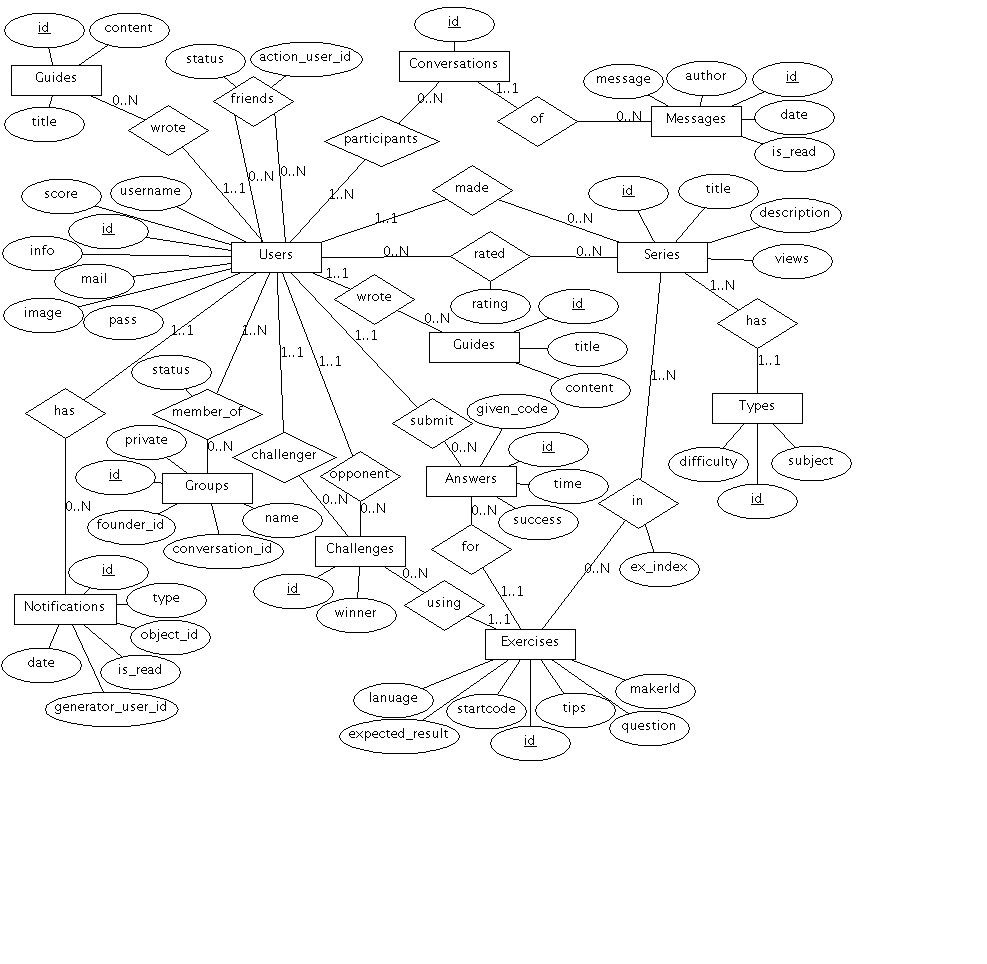 id
content
Guides
title
0..N
wrote
1..1
status
action_user_id
friends
0..N
0..N
id
Conversations
0..N
1..1
participants
1..N
of
0..N
message
author
id
Messages
date
is_read
score
username
id
info
mail
image
pass
Users
made
1..1
0..N
0..N
rated
0..N
rating
id
title
description
views
Series
1..1
wrote
0..N
id
Guides
title
content
1..N
has
1..1
Types
difficulty
id
subject
1..1
has
0..N
1..N
status
member_of
0..N
private
id
Groups
founder_id
name
conversation_id
1..1
challenger
0..N
1..1
opponent
0..N
1..1
submit
given_code
0..N
id
Answers
time
success
0..N
for
1..1
1..N
in
ex_index
0..N
Challenges
id
winner
0..N
using
1..1
id
Notifications
type
object_id
date
is_read
generator_user_id
Exercises
lanuage
expected_result
startcode
id
tips
question
makerId